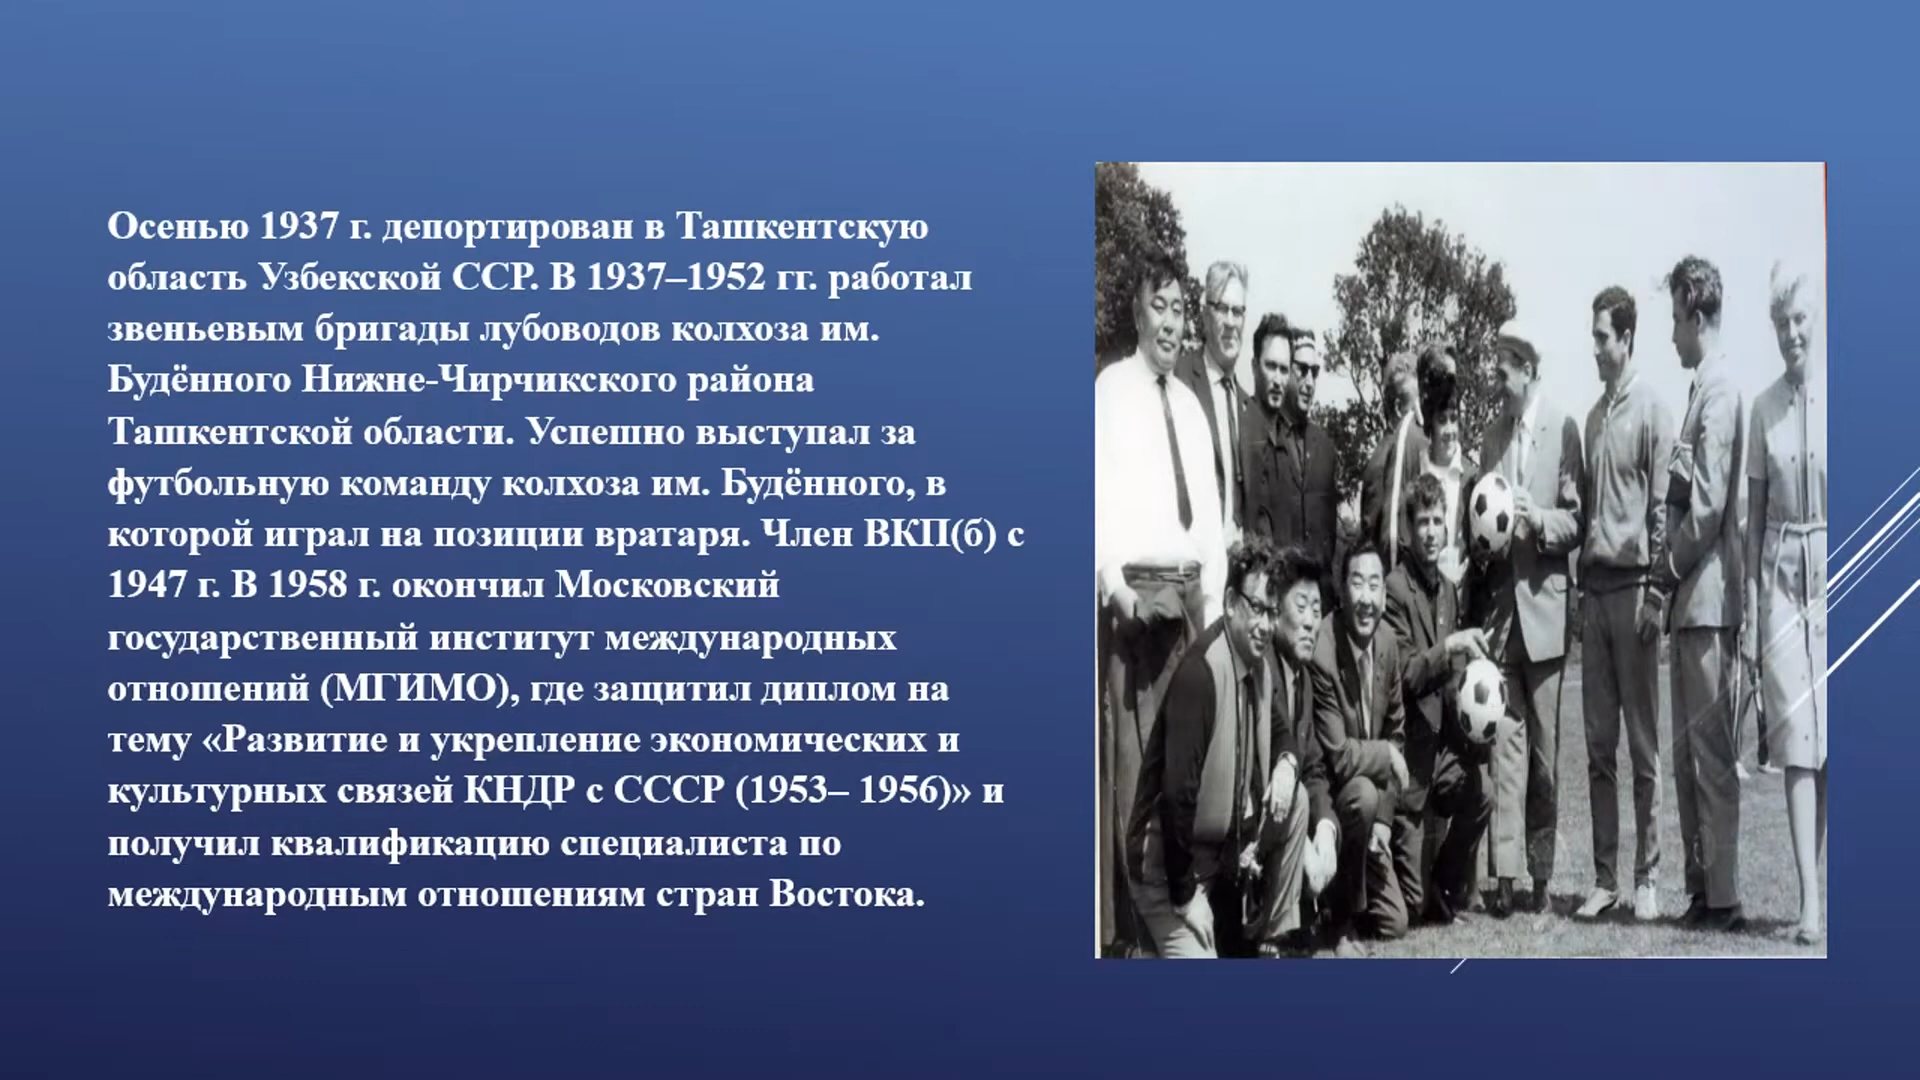 Осенью 1937 г. депортирован в Ташкентскую
область Узбекской ССР. В 1937–1952 гг. работал
звеньевым бригады лубоводов колхоза им.
Будённого Нижне-Чирчикского района
Ташкентской области. Успешно выступал за
футбольную команду колхоза им. Будённого, в
которой играл на позиции вратаря. Член ВКП(б) с
1947 г. В 1958 г. окончил Московский
государственный институт международных
отношений (МГИМО), где защитил диплом на
тему «Развитие и укрепление экономических и
культурных связей КНДР с СССР (1953– 1956)» и
получил квалификацию специалиста по
международным отношениям стран Востока.